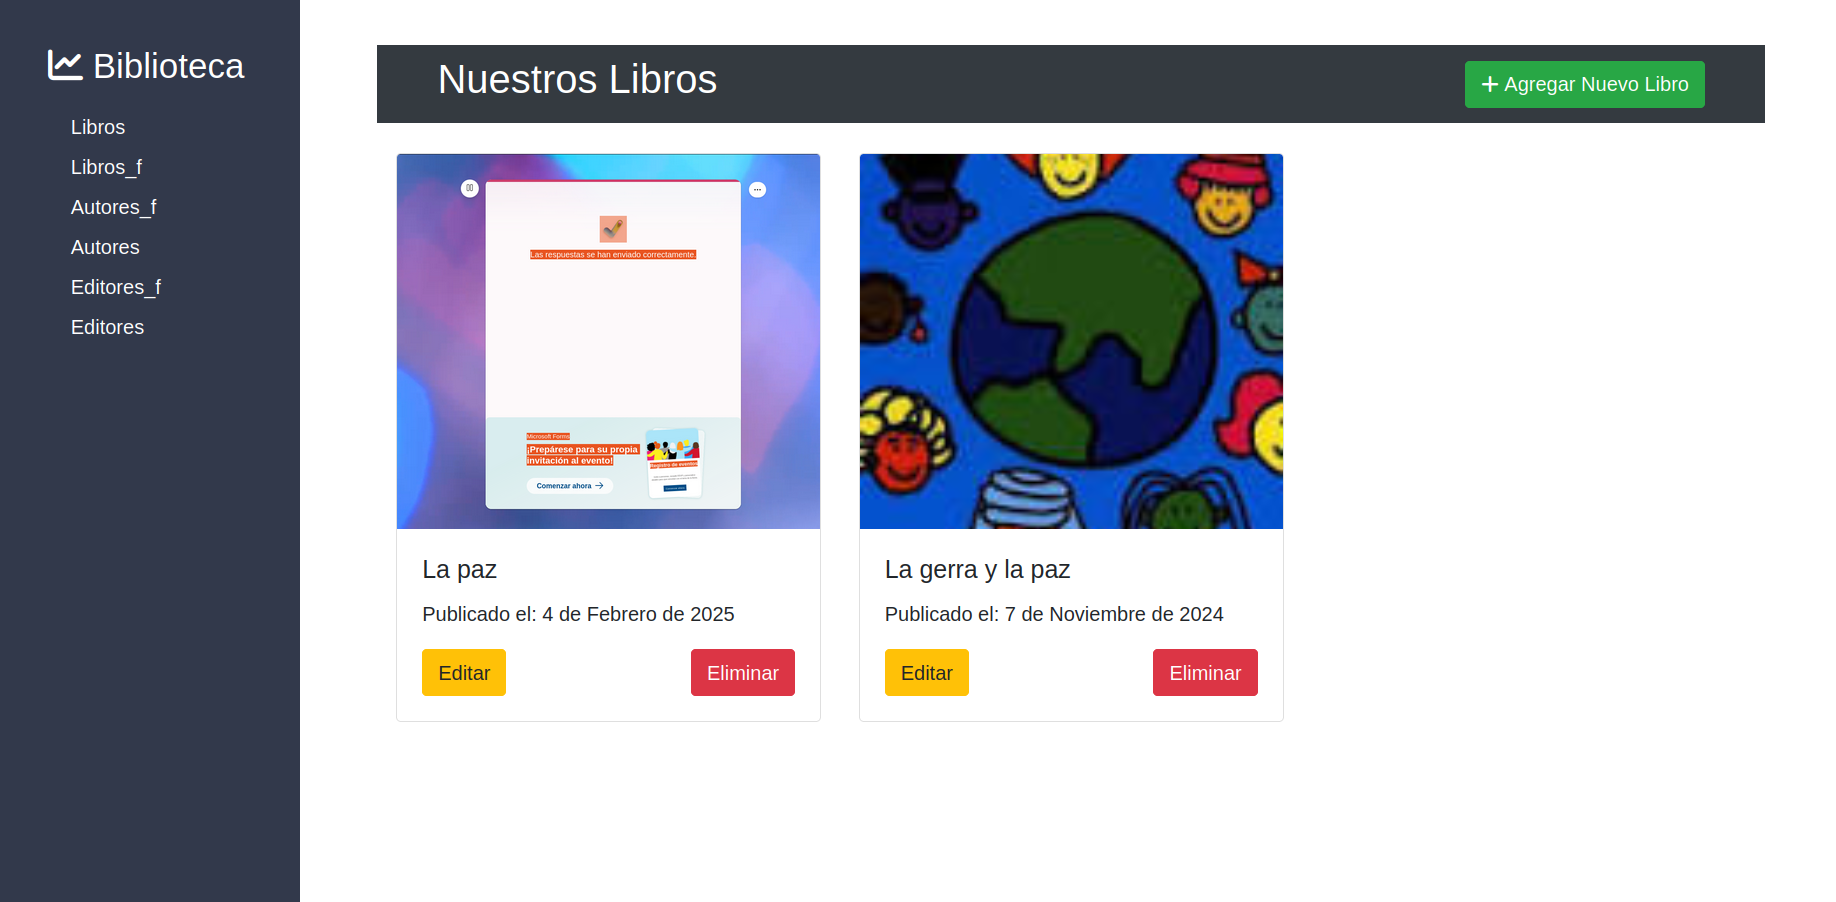 Biblioteca
Libros
Libros_f
Autores_f
Autores
Editores_f
Editores
Nuestros Libros
Agregar Nuevo Libro
Las respuestas se han enviado correctamente.
Microsoft Forms
¡Prepárese para su propia
invitación al evento!
Comenzar ahora
Registro de eventos
La paz
Publicado el: 4 de Febrero de 2025
Editar
Eliminar
La gerra y la paz
Publicado el: 7 de Noviembre de 2024
Editar
Eliminar